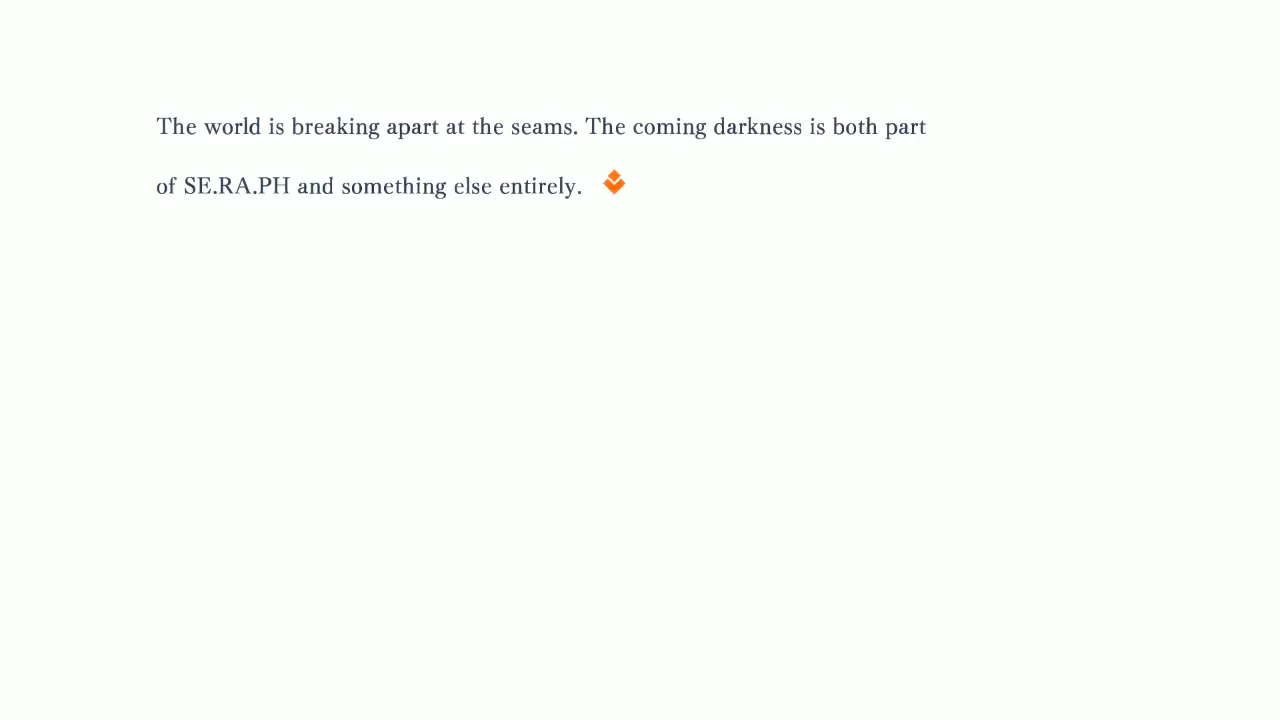 The world is breaking apart at the seams. The coming darkness is both part
of SE.RA.PH and something else entirely.